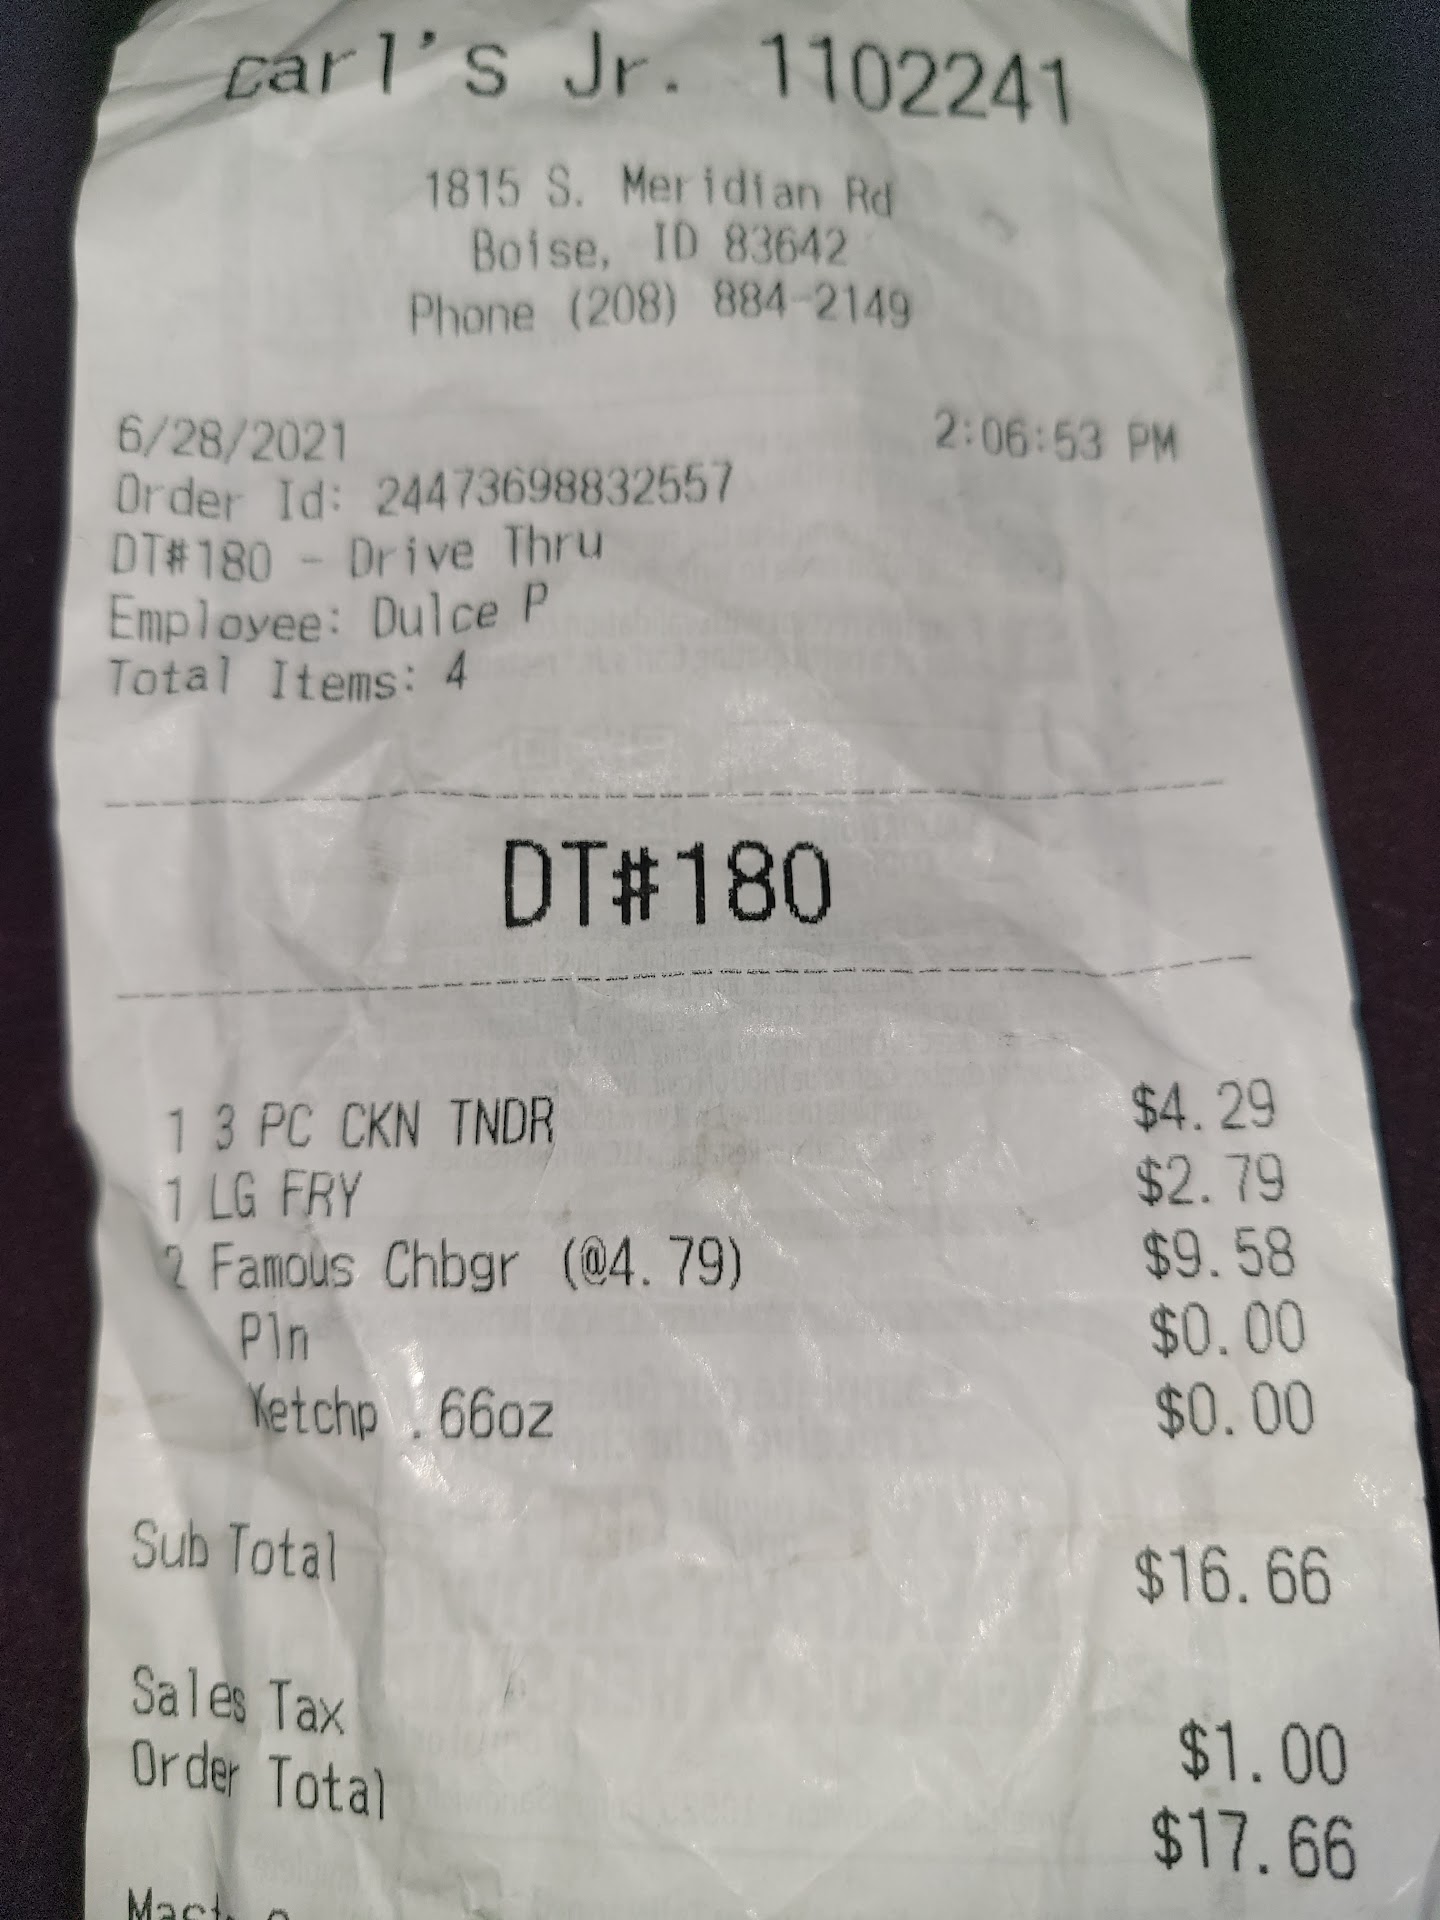 Carl's Jr. 1102241
1815 S. Meridian Rd
Boise, ID 83642
Phone (208) 884-2149
6/28/2021 2:06:53 PM
Order Id: 24473698832557
DT#180 - Drive Thru
Employee: Dulce P
Total Items: 4
DT#180
1 3 PC CKN TNDR $4.29
1 LG FRY $2.79
2 Famous Chbgr (@4.79) $9.58
Pln $0.00
Ketchp .66oz $0.00
Sub Total $16.66
Sales Tax $1.00
Order Total $17.66